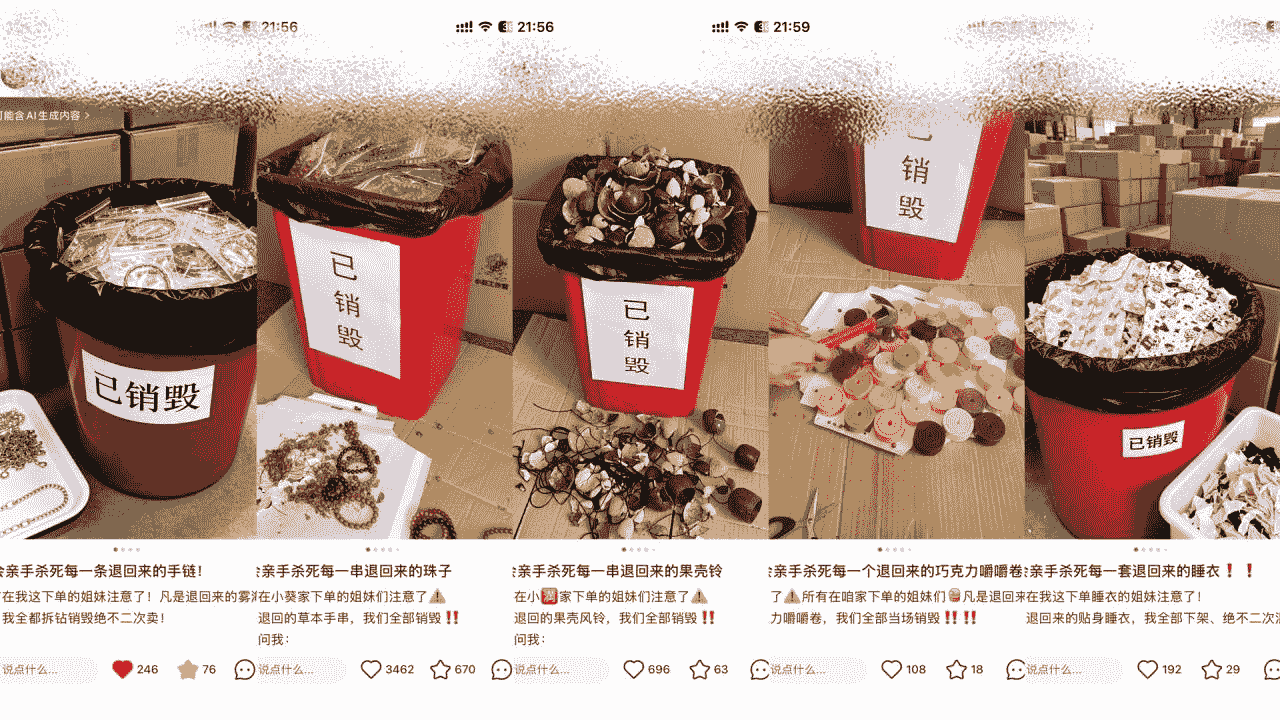 21:56
21:56
21:59
可能含AI生成内容 >
已销毁
已
销
毁
已
销
毁
已
销
毁
已销毁
会亲手杀死每一条退回来的手链!
在我这下单的姐妹注意了! 凡是退回来的
我全都拆钻销毁绝不二次卖!
说点什么...
246
76
会亲手杀死每一串退回来的珠子
在小葵家下单的姐妹们注意了⚠️
退回的草本手串,我们全部销毁‼️
问我:
说点什么...
3462
670
会亲手杀死每一串退回来的果壳铃
在小🈵家下单的姐妹们注意了⚠️
退回的果壳风铃,我们全部销毁‼️
问我:
说点什么...
696
63
会亲手杀死每一个退回来的巧克力嚼嚼卷
了⚠️所有在咱家下单的姐妹们凡是退回来
力嚼嚼卷,我们全部当场销毁‼️‼️
说点什么...
108
18
会亲手杀死每一套退回来的睡衣❗❗
在我这下单睡衣的姐妹注意了!
退回来的贴身睡衣,我全部下架、绝不二次
说点什么...
192
29